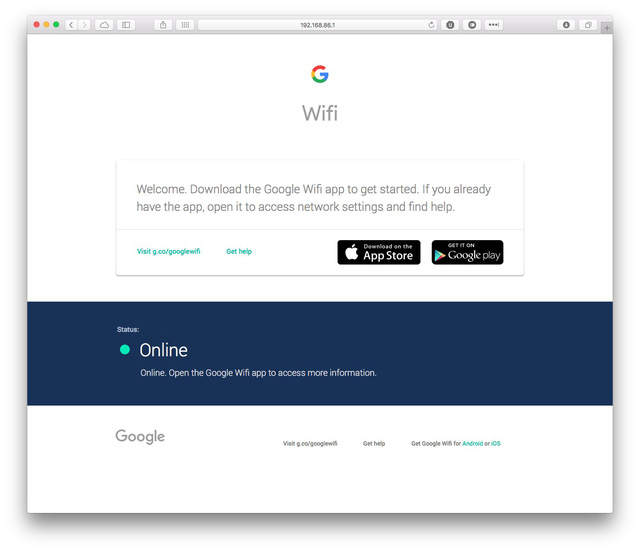 192.168.86.1
G
Wifi
Welcome. Download the Google Wifi app to get started. If you already
have the app, open it to access network settings and find help.
Visit g.co/googlewifi
Get help
Download on the
App Store
GET IT ON
Google play
Status:
Online
Online. Open the Google Wifi app to access more information.
Google
Visit g.co/googlewifi
Get help
Get Google Wifi for Android or iOS